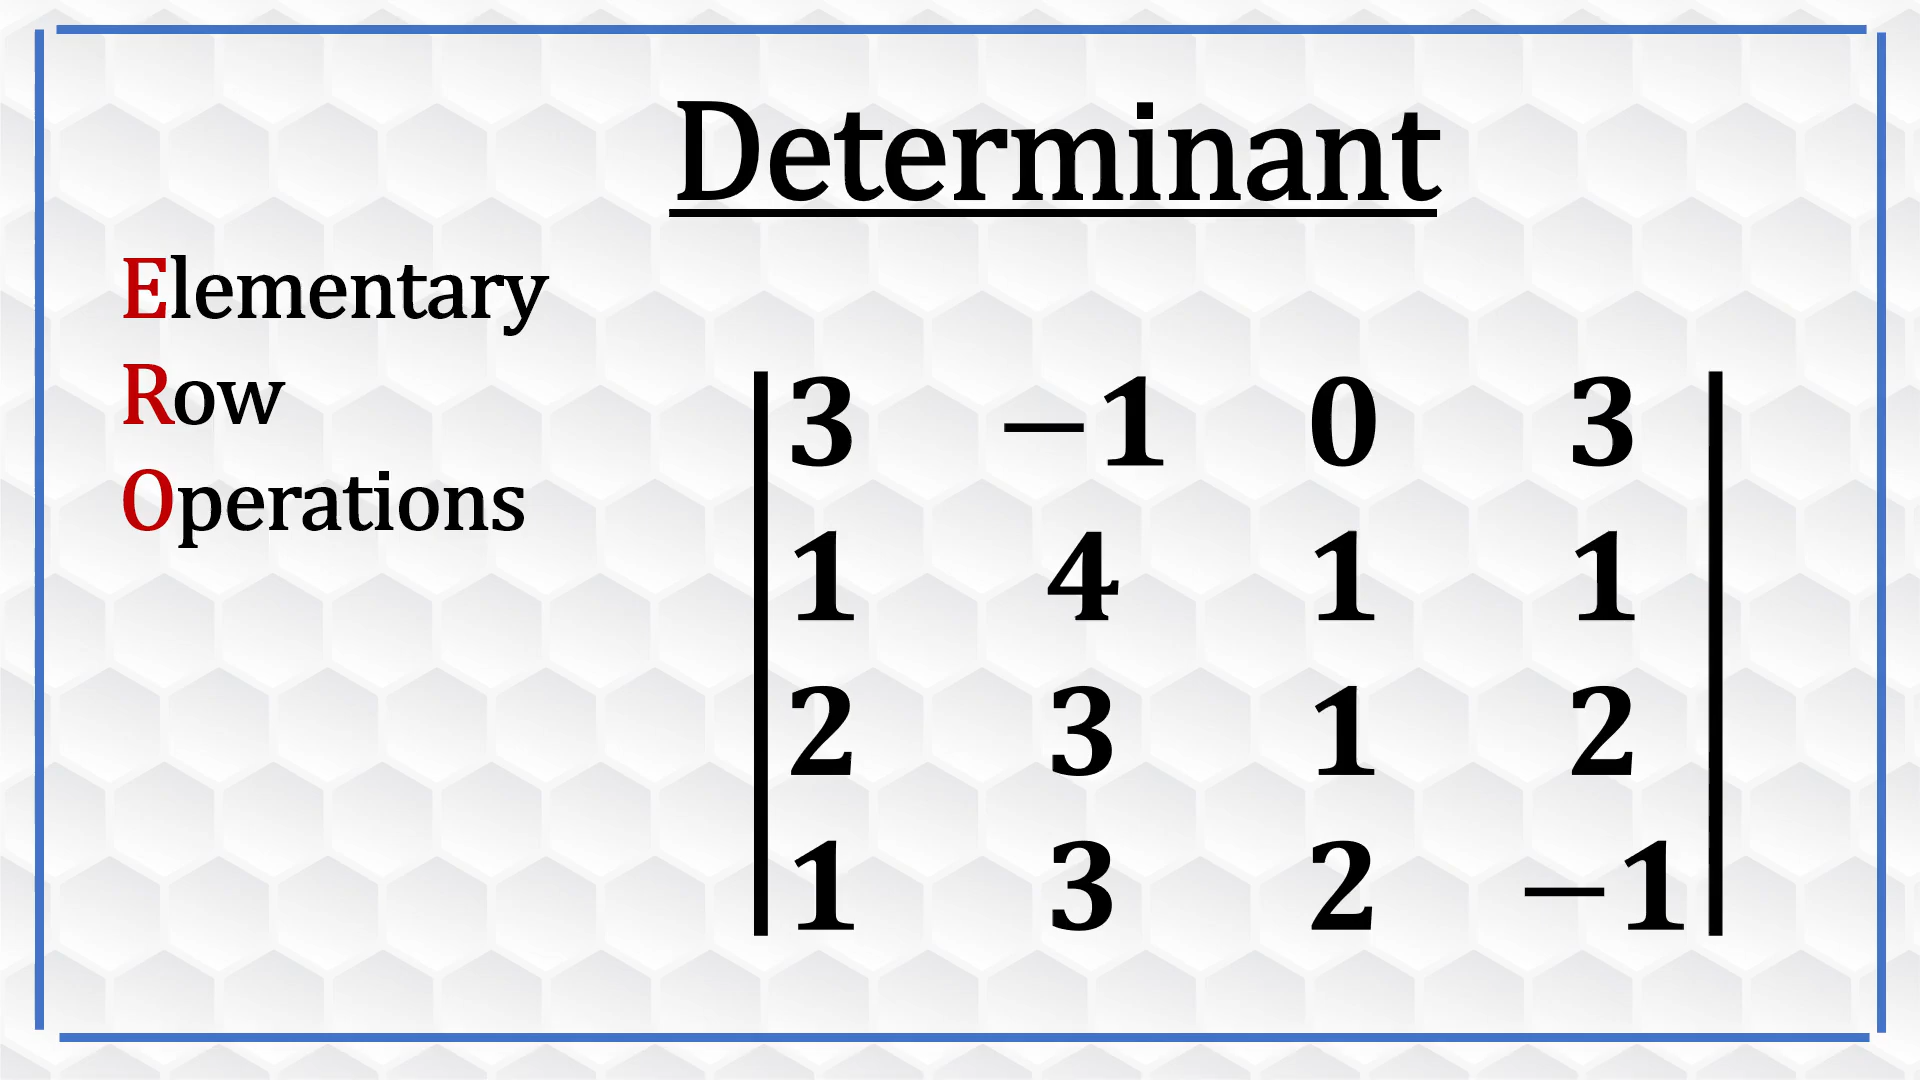 Determinant
Elementary
Row
Operations
3 −1 0 3
1 4 1 1
2 3 1 2
1 3 2 −1